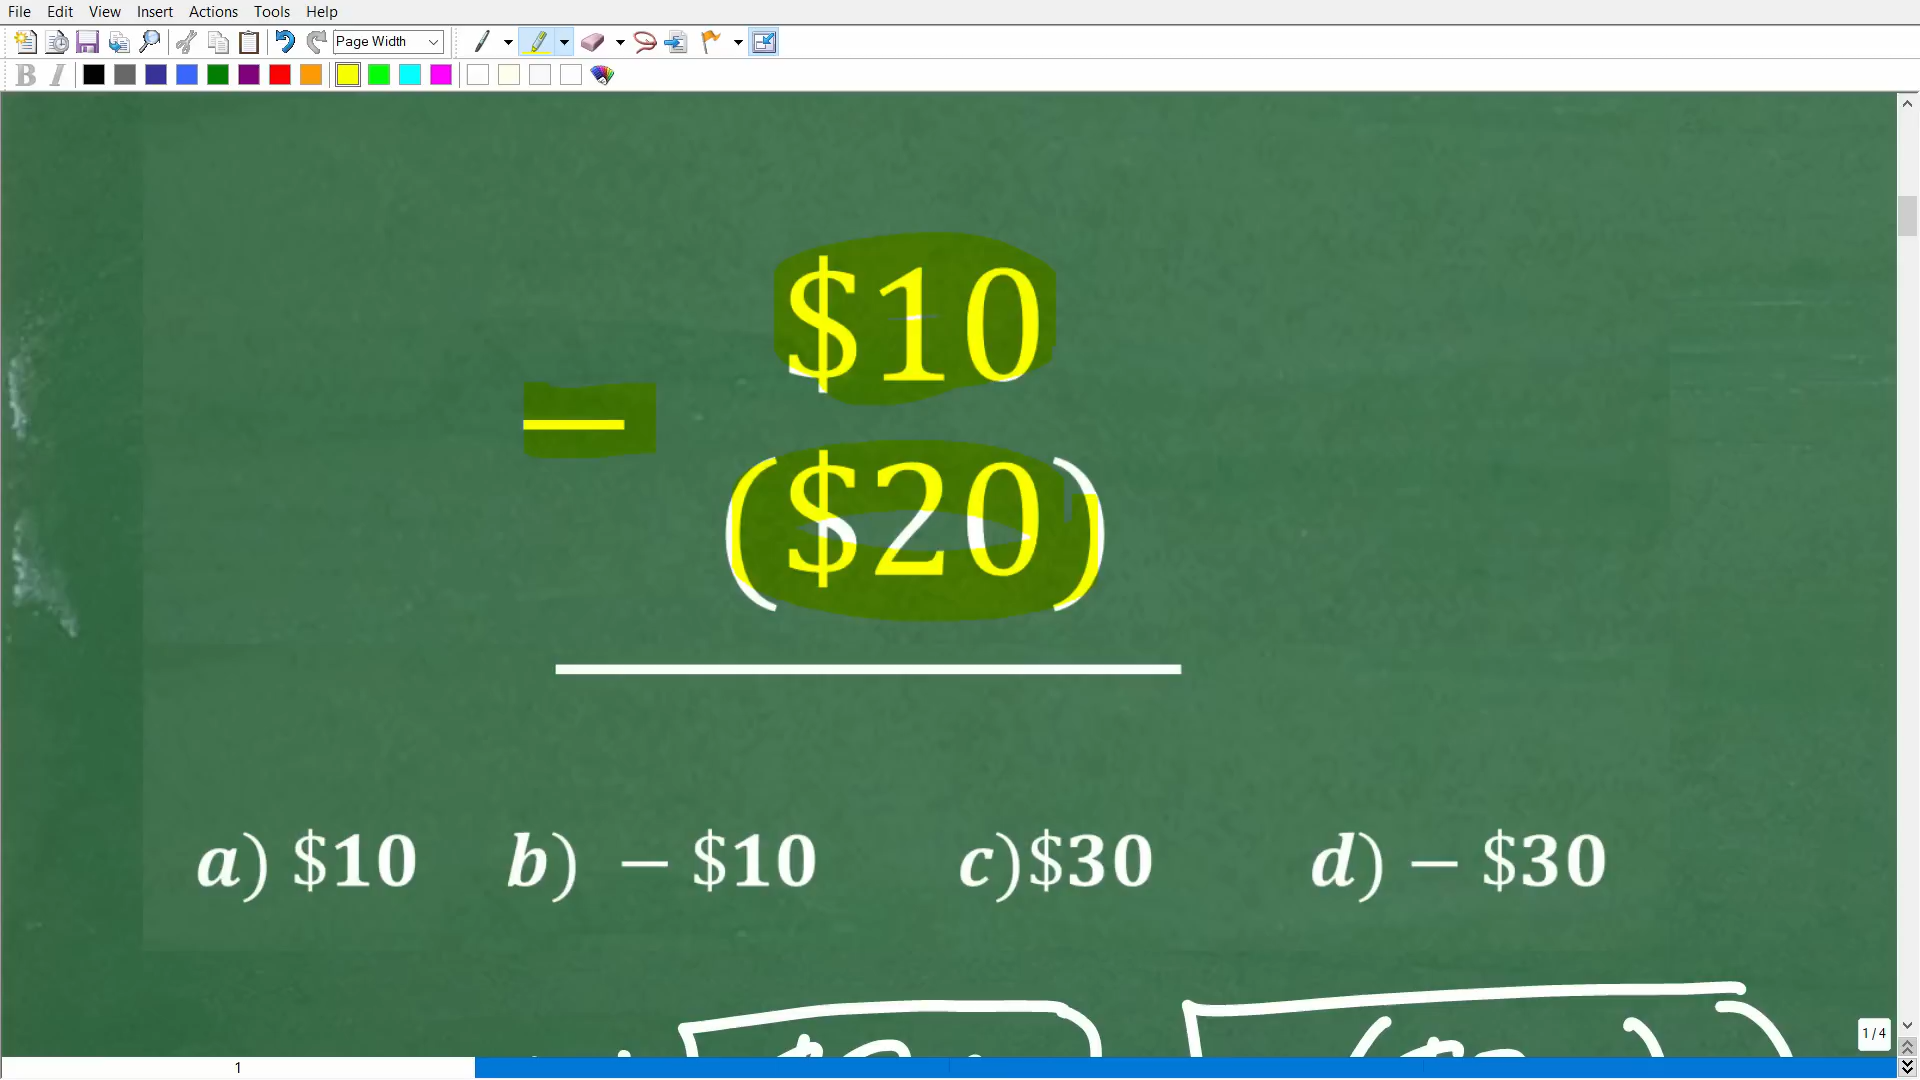 File Edit View Insert Actions Tools Help
Page Width
B I
$10
−
($20)
a) $10 b) − $10 c)$30 d) − $30
1 / 4
1